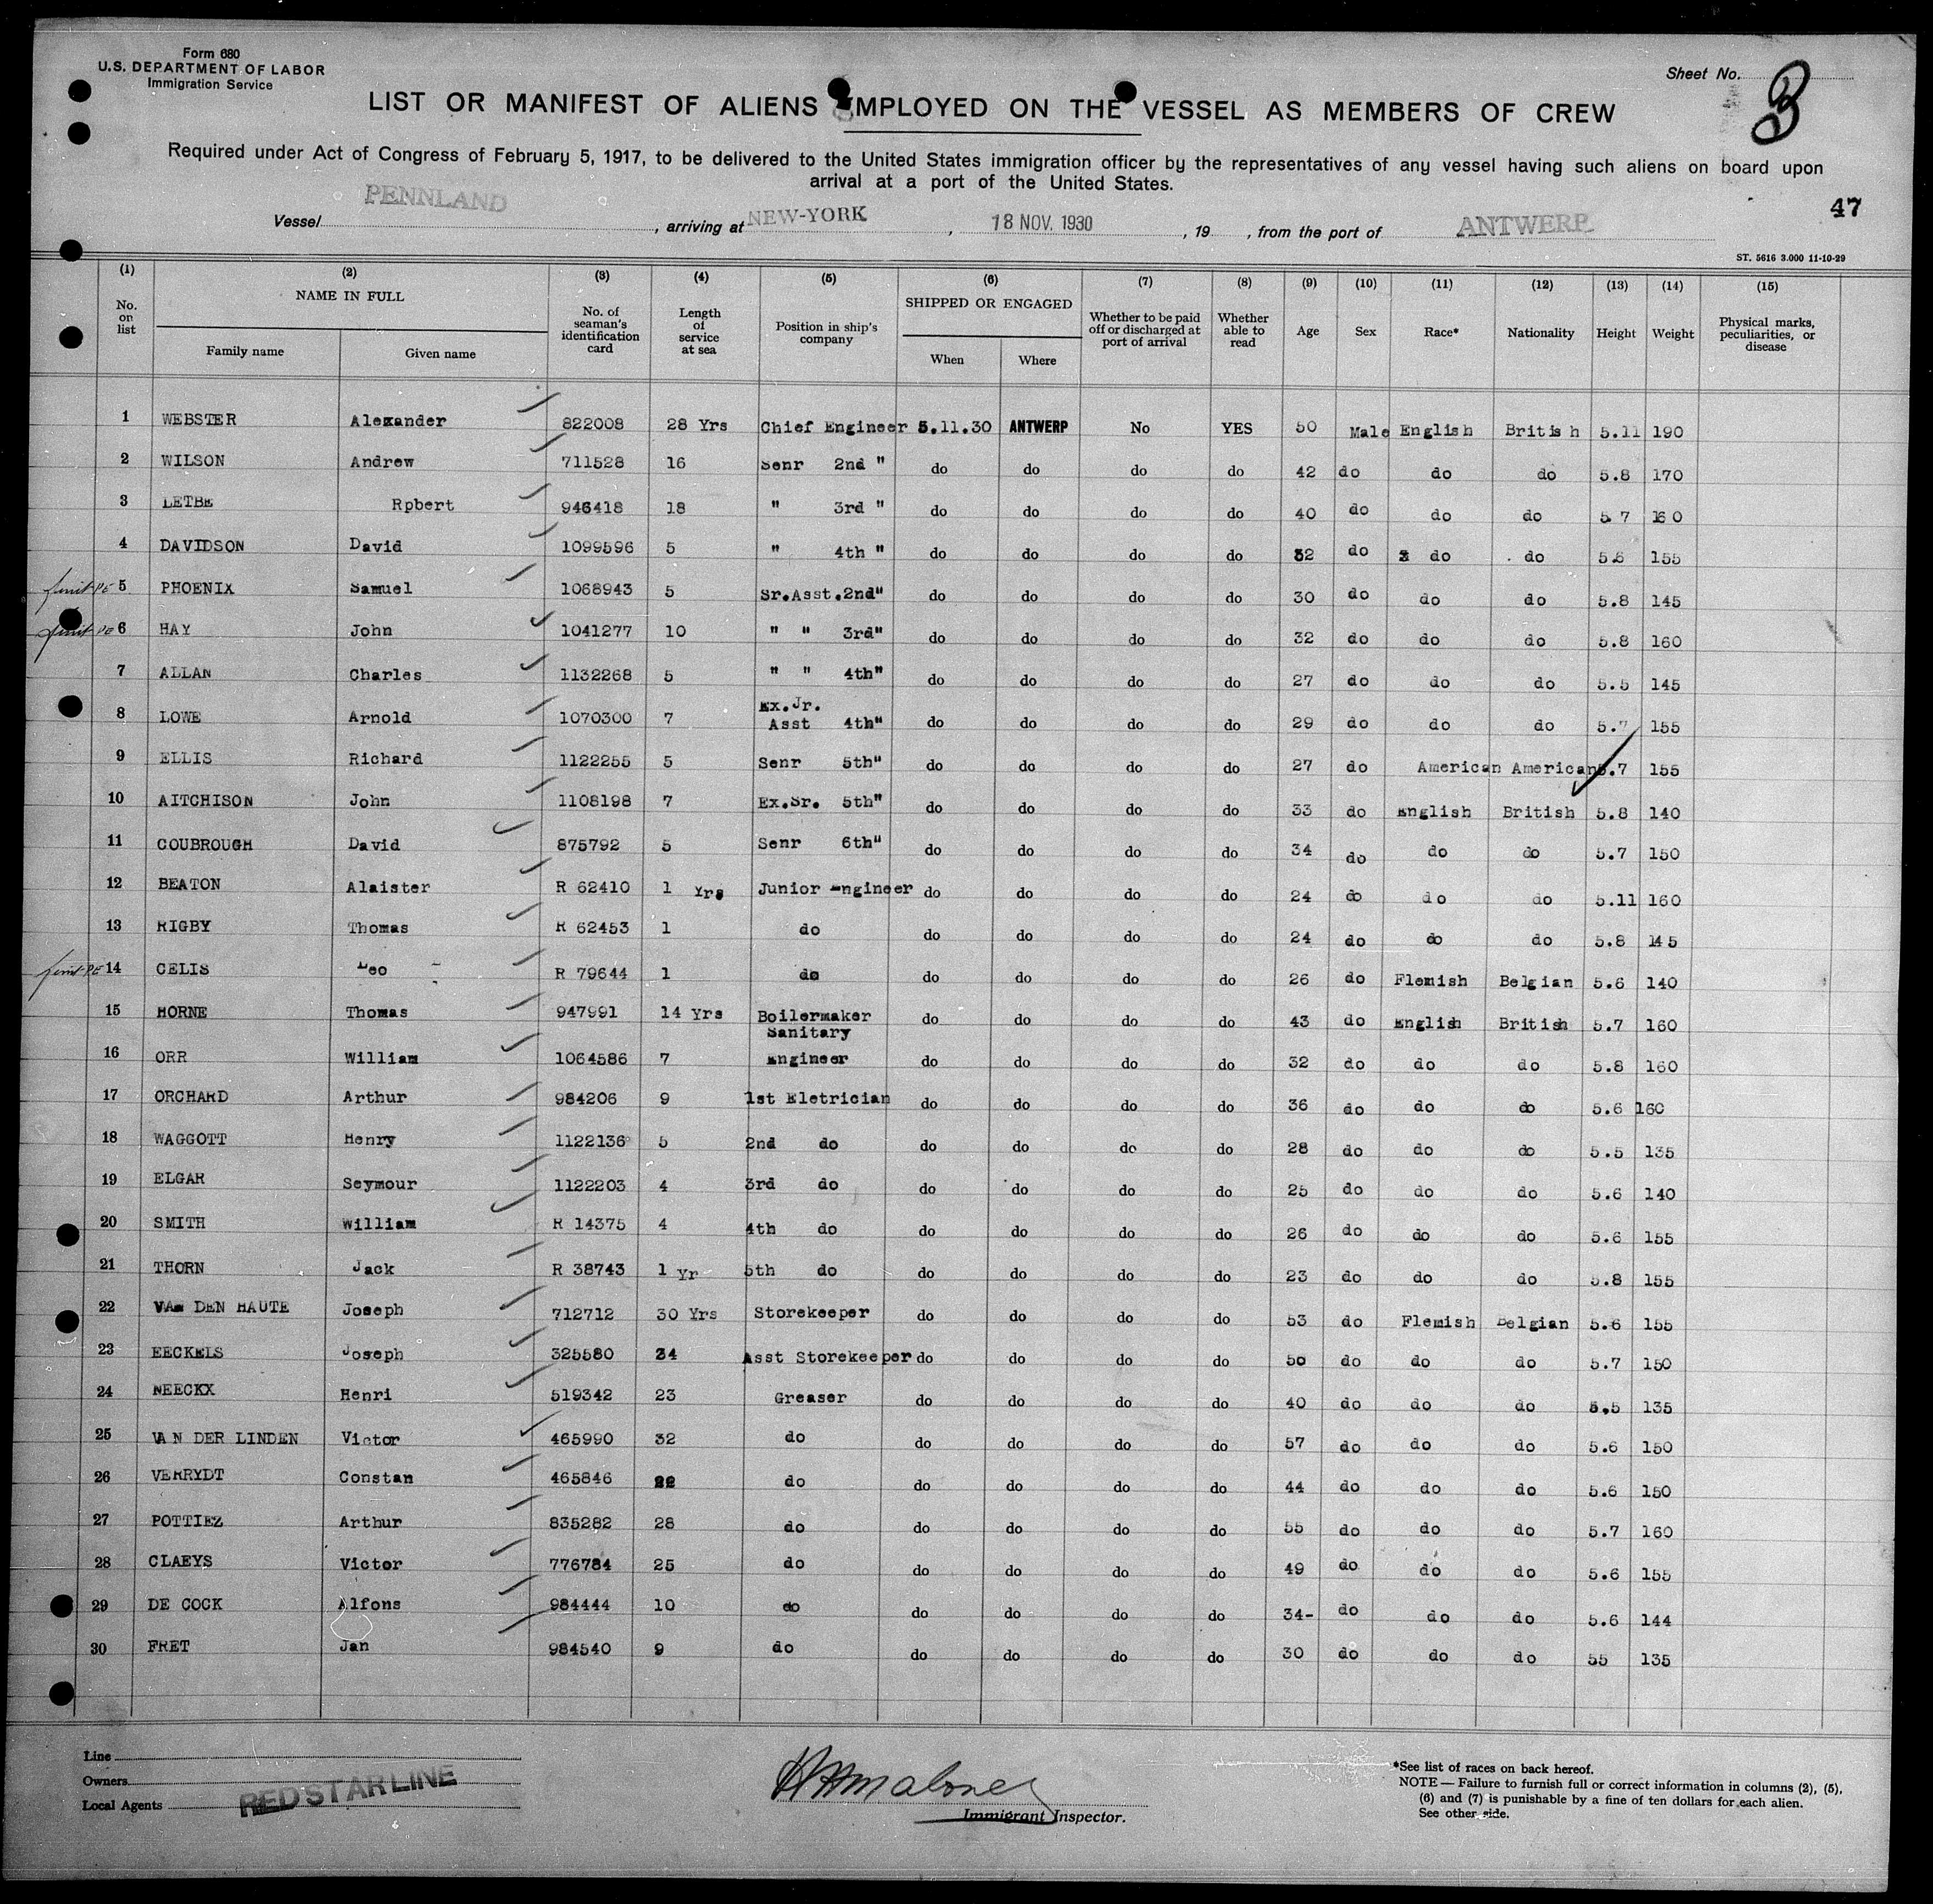 Form 680
U.S. DEPARTMENT OF LABOR
Immigration Service
Sheet No. 3
LIST OR MANIFEST OF ALIENS EMPLOYED ON THE VESSEL AS MEMBERS OF CREW
Required under Act of Congress of February 5, 1917, to be delivered to the United States immigration officer by the representatives of any vessel having such aliens on board upon
arrival at a port of the United States.
47
Vessel PENNLAND, arriving at NEW-YORK, 18 NOV. 1930, 19 , from the port of ANTWERP
ST. 5616 3.000 11-10-29
(1) (2) (3) (4) (5) (6) (7) (8) (9) (10) (11) (12) (13) (14) (15)
No. on list NAME IN FULL Family name Given name No. of seaman's identification card Length of service at sea Position in ship's company SHIPPED OR ENGAGED When Where Whether to be paid off or discharged at port of arrival Whether able to read Age Sex Race* Nationality Height Weight Physical marks, peculiarities, or disease
1 WEBSTER Alexander 822008 28 Yrs Chief Engineer 5.11.30 ANTWERP No YES 50 Male English British 5.11 190
2 WILSON Andrew 711528 16 Senr 2nd " do do do do 42 do do do 5.8 170
3 LETBE Rpbert 946418 18 " 3rd " do do do do 40 do do do 5 7 160
4 DAVIDSON David 1099596 5 " 4th " do do do do 32 do do do 5.6 155
5 PHOENIX Samuel 1068943 5 Sr.Asst.2nd" do do do do 30 do do do 5.8 145
6 HAY John 1041277 10 " " 3rd" do do do do 32 do do do 5.8 160
7 ALLAN Charles 1132268 5 " " 4th" do do do do 27 do do do 5.5 145
8 LOWE Arnold 1070300 7 Ex.Jr. Asst 4th" do do do do 29 do do do 5.7 155
9 ELLIS Richard 1122255 5 Senr 5th" do do do do 27 do American American 5.7 155
10 AITCHISON John 1108198 7 Ex.Sr. 5th" do do do do 33 do English British 5.8 140
11 COUBROUGH David 875792 5 Senr 6th" do do do do 34 do do do 5.7 150
12 BEATON Alaister R 62410 1 Yrs Junior Engineer do do do do 24 do do do 5.11 160
13 RIGBY Thomas R 62453 1 do do do do do 24 do do do 5.8 145
14 CELIS Leo R 79644 1 do do do do do 26 do Flemish Belgian 5.6 140
15 HORNE Thomas 947991 14 Yrs Boilermaker do do do do 43 do English British 5.7 160
16 ORR William 1064586 7 Sanitary Engineer do do do do 32 do do do 5.8 160
17 ORCHARD Arthur 984206 9 1st Eletrician do do do do 36 do do do 5.6 160
18 WAGGOTT Henry 1122136 5 2nd do do do do do 28 do do do 5.5 135
19 ELGAR Seymour 1122203 4 3rd do do do do do 25 do do do 5.6 140
20 SMITH William R 14375 4 4th do do do do do 26 do do do 5.6 155
21 THORN Jack R 38743 1 Yr 5th do do do do do 23 do do do 5.8 155
22 VAN DEN HAUTE Joseph 712712 30 Yrs Storekeeper do do do do 53 do Flemish Belgian 5.6 155
23 EECKELS Joseph 325580 34 Asst Storekeeper do do do do 50 do do do 5.7 150
24 NEECKX Henri 519342 23 Greaser do do do do 40 do do do 5.5 135
25 VAN DER LINDEN Victor 465990 32 do do do do do 57 do do do 5.6 150
26 VERRYDT Constan 465846 do do do do do 44 do do do 5.6 150
27 POTTIEZ Arthur 835282 28 do do do do do 55 do do do 5.7 160
28 CLAEYS Victor 776784 25 do do do do do 49 do do do 5.6 155
29 DE COCK Alfons 984444 10 do do do do do 34- do do do 5.6 144
30 FRET Jan 984540 9 do do do do do 30 do do do 55 135
Line
Owners
Local Agents
RED STAR LINE
Immigrant Inspector.
*See list of races on back hereof.
NOTE — Failure to furnish full or correct information in columns (2), (5),
(6) and (7) is punishable by a fine of ten dollars for each alien.
See other side.